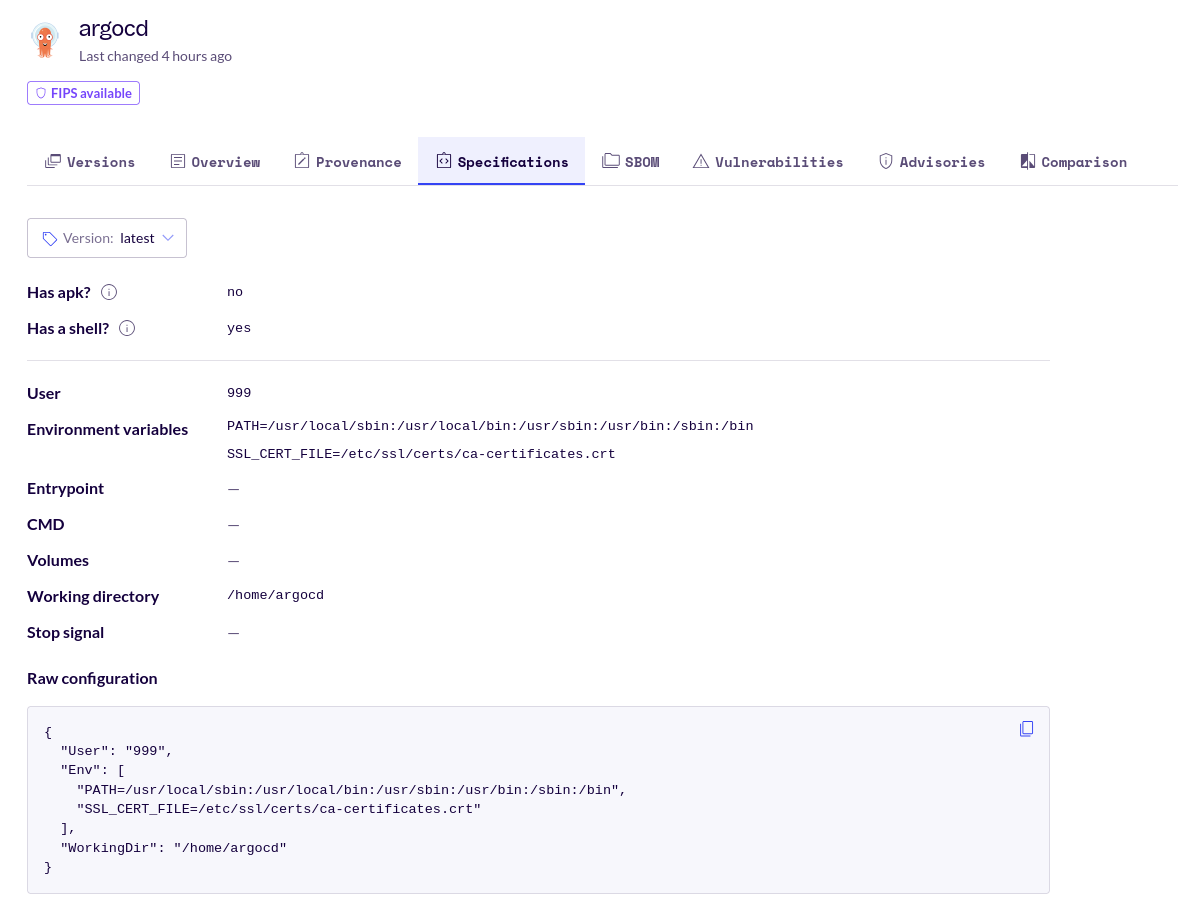 argocd
Last changed 4 hours ago
FIPS available
Versions Overview Provenance Specifications SBOM Vulnerabilities Advisories Comparison
Version: latest
Has apk? no
Has a shell? yes
User 999
Environment variables PATH=/usr/local/sbin:/usr/local/bin:/usr/sbin:/usr/bin:/sbin:/bin
SSL_CERT_FILE=/etc/ssl/certs/ca-certificates.crt
Entrypoint —
CMD —
Volumes —
Working directory /home/argocd
Stop signal —
Raw configuration
{
  "User": "999",
  "Env": [
    "PATH=/usr/local/sbin:/usr/local/bin:/usr/sbin:/usr/bin:/sbin:/bin",
    "SSL_CERT_FILE=/etc/ssl/certs/ca-certificates.crt"
  ],
  "WorkingDir": "/home/argocd"
}